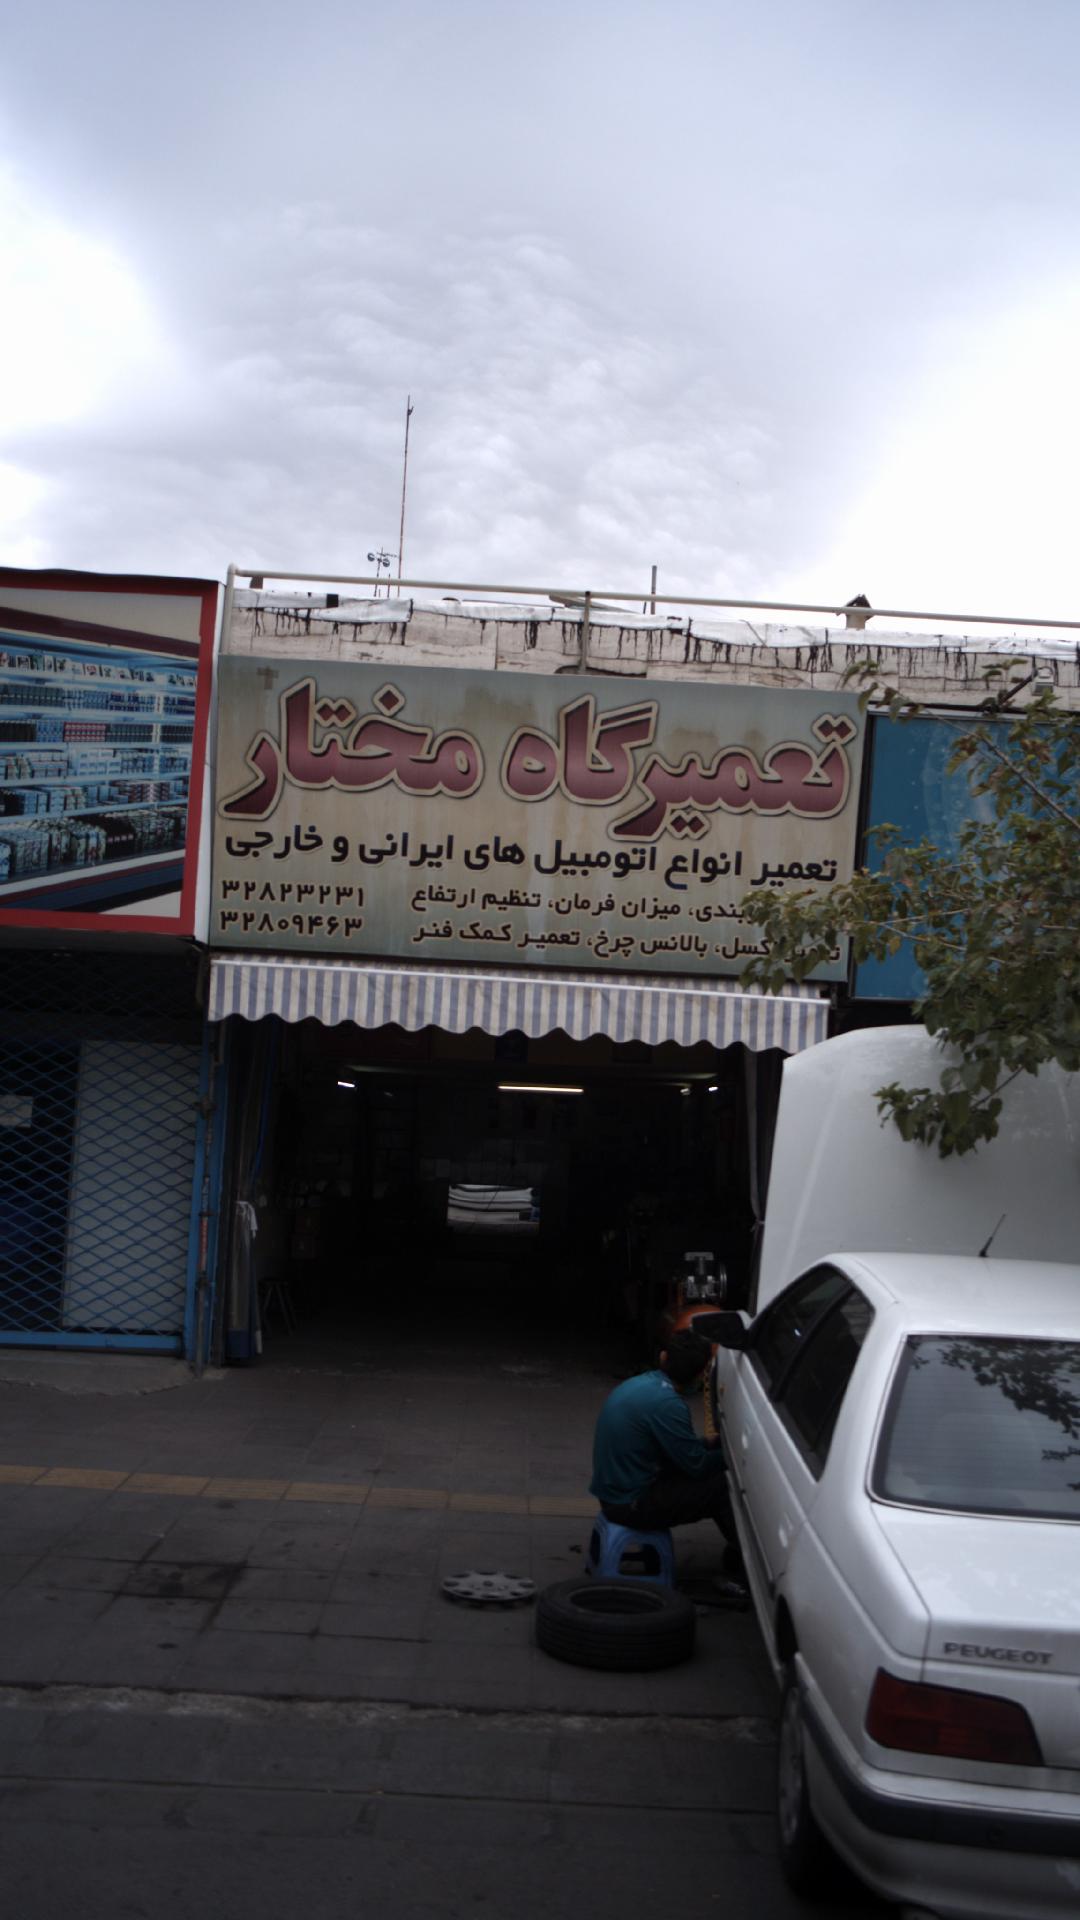 تعمیرگاه مختار
تعمیر انواع اتومبیل های ایرانی و خارجی
میزان فرمان، تنظیم ارتفاع
بالانس چرخ، تعمیر کمک فنر
۳۲۸۲۳۲۳۱
۳۲۸۰۹۴۶۳
PEUGEOT